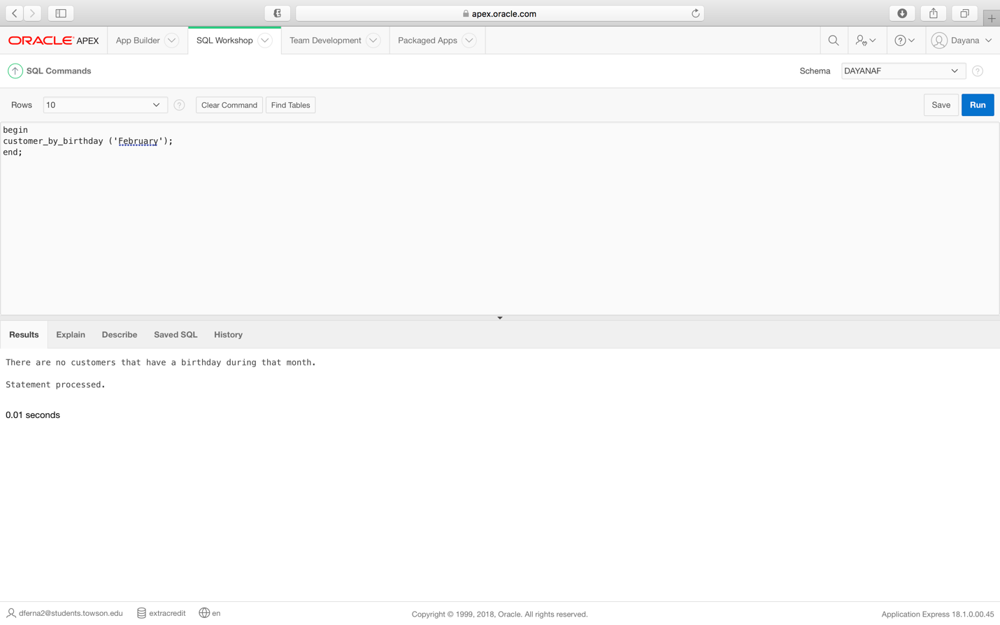 apex.oracle.com
ORACLE APEX App Builder SQL Workshop Team Development Packaged Apps Dayana
SQL Commands Schema DAYANAF ?
Rows 10 ? Clear Command Find Tables Save Run
begin
customer_by_birthday ('February');
end;
Results Explain Describe Saved SQL History
There are no customers that have a birthday during that month.
Statement processed.
0.01 seconds
dferna2@students.towson.edu extracredit en Copyright © 1999, 2018, Oracle. All rights reserved. Application Express 18.1.0.00.45